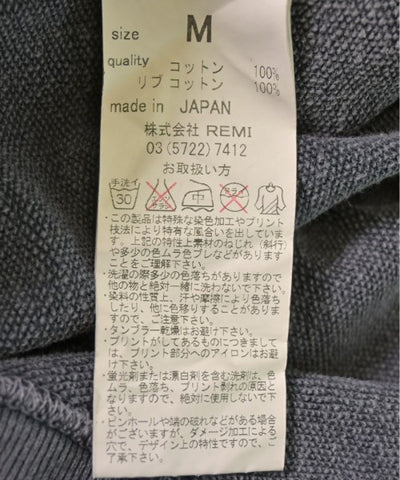 size M
quality コットン 100%
リブ コットン 100%
made in JAPAN
株式会社 REMI
03 (5722) 7412
お取扱い方
手洗イ 30 中 ドライ
・この製品は特殊な染色加工やプリント
技法により特有な風合いを出していま
す。上記の特性上素材のねじれ(斜行)
や多少の色ムラ色ブレなどがあります
ことをご理解下さい。
・洗濯の際多少の色落ちがありますので
他の物と絶対一緒に洗わないで下さい。
・染料の性質上、汗や摩擦により色落ち
したり、他に色移りすることがありま
すので、ご注意下さい。
・タンブラー乾燥はお避け下さい。
・プリントがしてあるものにつきまして
は、プリント部分へのアイロンはお避
け下さい。
・蛍光剤または漂白剤を含む洗剤は、色
ムラ、色落ち、プリント剥れの原因と
なりますので、絶対に使用しないで下
さい。
・ピンホールや端の破れなどがある場合
がございますが、ダメージ加工による
穴で、デザイン上の特性ですので、ご
了承下さい。